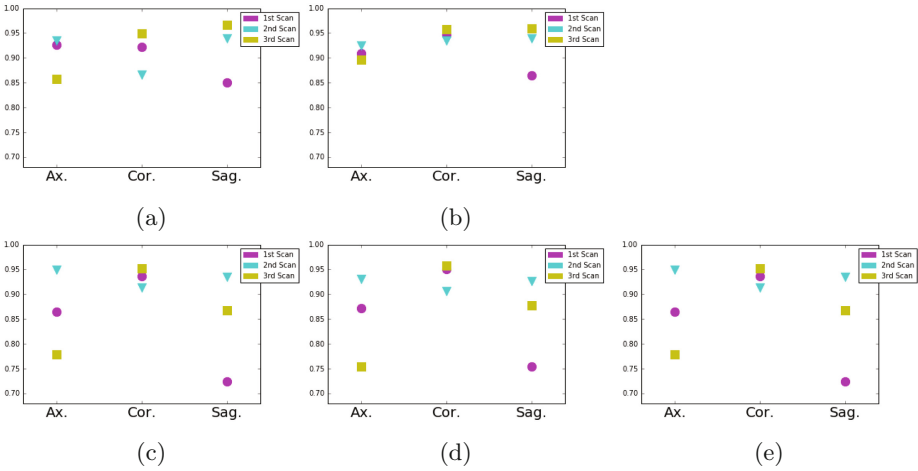 1.00
0.95
0.90
0.85
0.80
0.75
0.70
Ax. Cor. Sag.
1st Scan
2nd Scan
3rd Scan
(a)
1.00
0.95
0.90
0.85
0.80
0.75
0.70
Ax. Cor. Sag.
1st Scan
2nd Scan
3rd Scan
(b)
1.00
0.95
0.90
0.85
0.80
0.75
0.70
Ax. Cor. Sag.
1st Scan
2nd Scan
3rd Scan
(c)
1.00
0.95
0.90
0.85
0.80
0.75
0.70
Ax. Cor. Sag.
1st Scan
2nd Scan
3rd Scan
(d)
1.00
0.95
0.90
0.85
0.80
0.75
0.70
Ax. Cor. Sag.
1st Scan
2nd Scan
3rd Scan
(e)